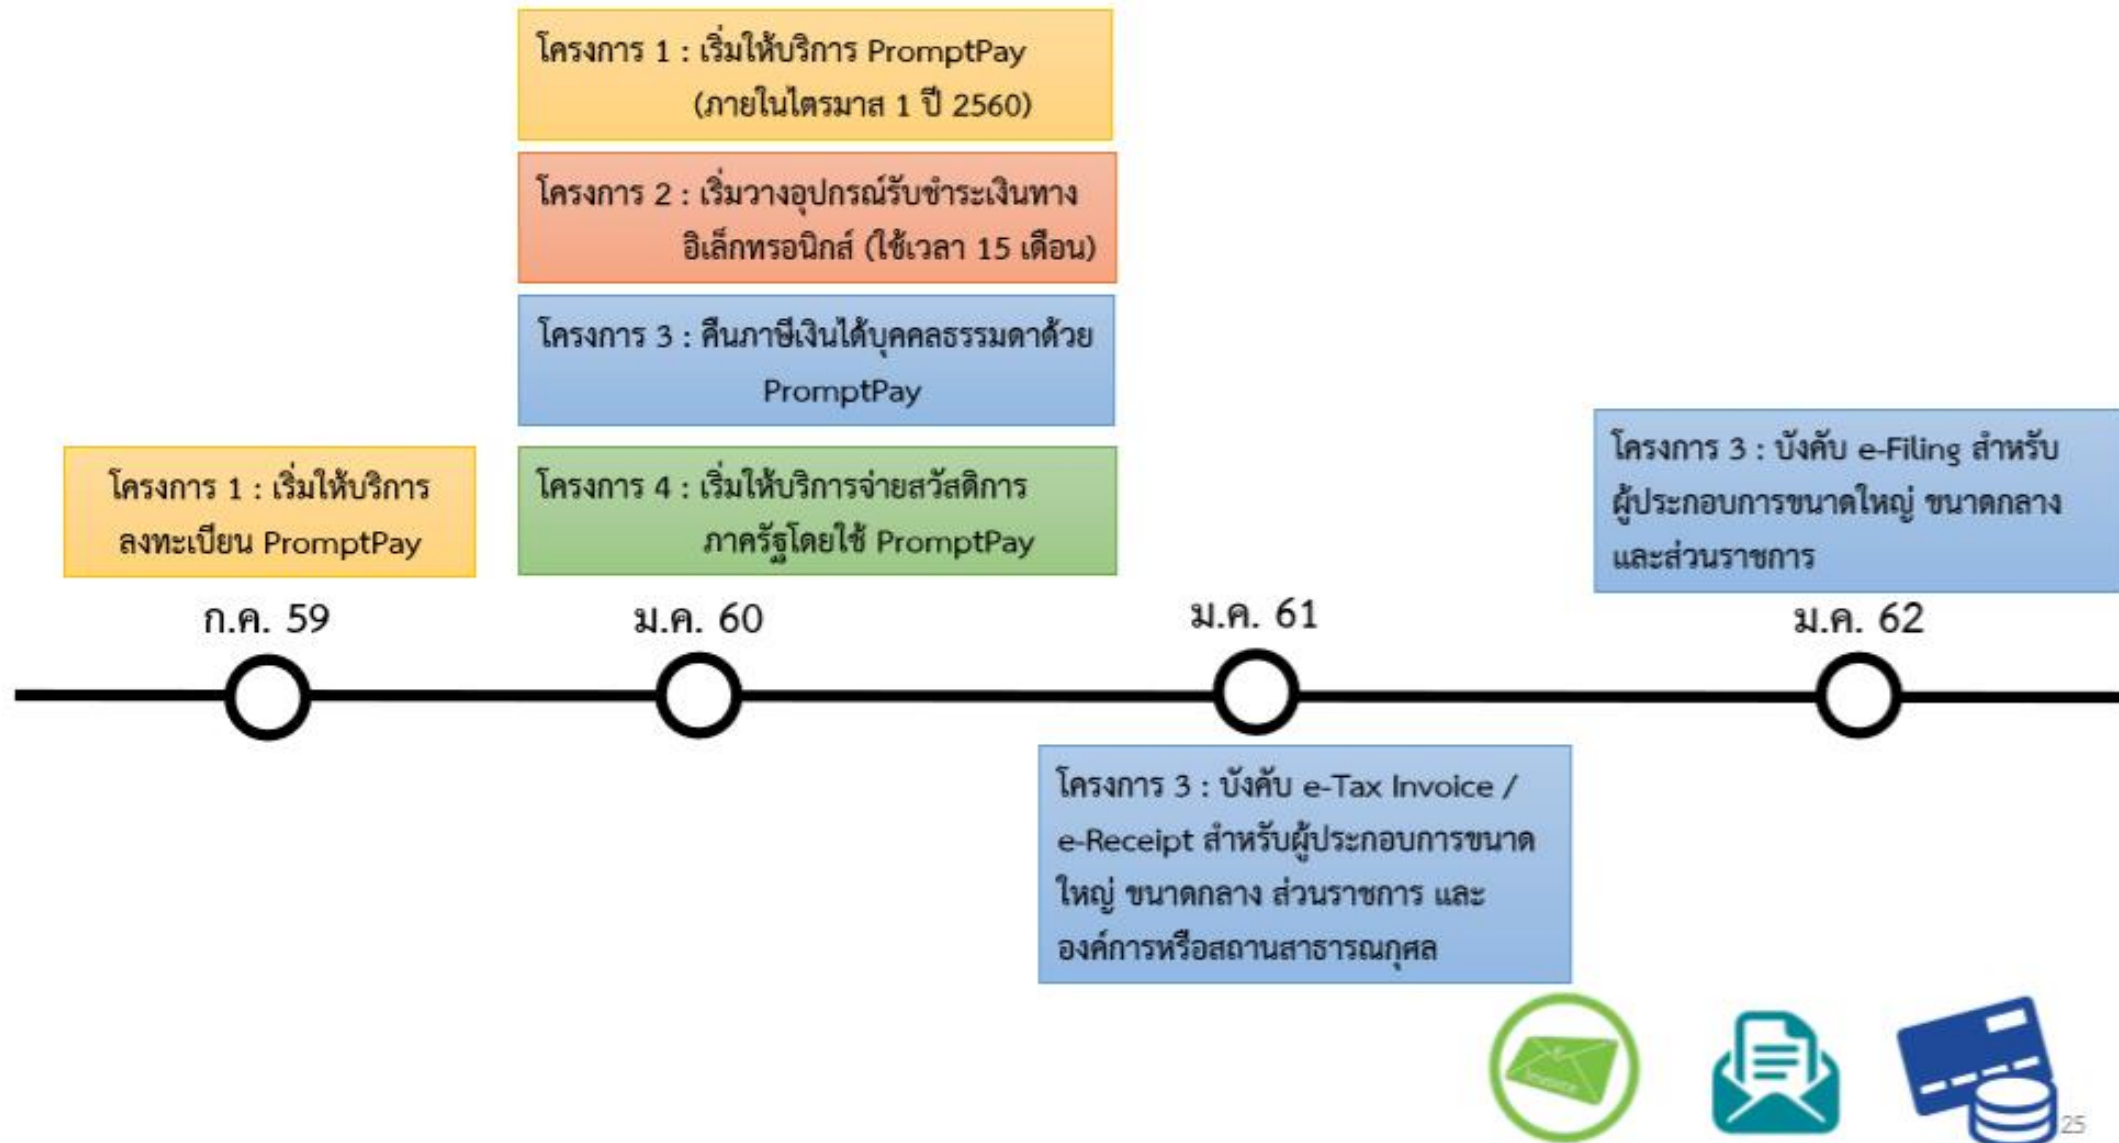 โครงการ 1 : เริ่มให้บริการ PromptPay
(ภายในไตรมาส 1 ปี 2560)
โครงการ 2 : เริ่มวางอุปกรณ์รับชำระเงินทาง
อิเล็กทรอนิกส์ (ใช้เวลา 15 เดือน)
โครงการ 3 : คืนภาษีเงินได้บุคคลธรรมดาด้วย
PromptPay
โครงการ 1 : เริ่มให้บริการ
ลงทะเบียน PromptPay
โครงการ 4 : เริ่มให้บริการจ่ายสวัสดิการ
ภาครัฐโดยใช้ PromptPay
โครงการ 3 : บังคับ e-Filing สำหรับ
ผู้ประกอบการขนาดใหญ่ ขนาดกลาง
และส่วนราชการ
ก.ค. 59
ม.ค. 60
ม.ค. 61
ม.ค. 62
โครงการ 3 : บังคับ e-Tax Invoice /
e-Receipt สำหรับผู้ประกอบการขนาด
ใหญ่ ขนาดกลาง ส่วนราชการ และ
องค์การหรือสถานสาธารณกุศล
e
Invoice
25